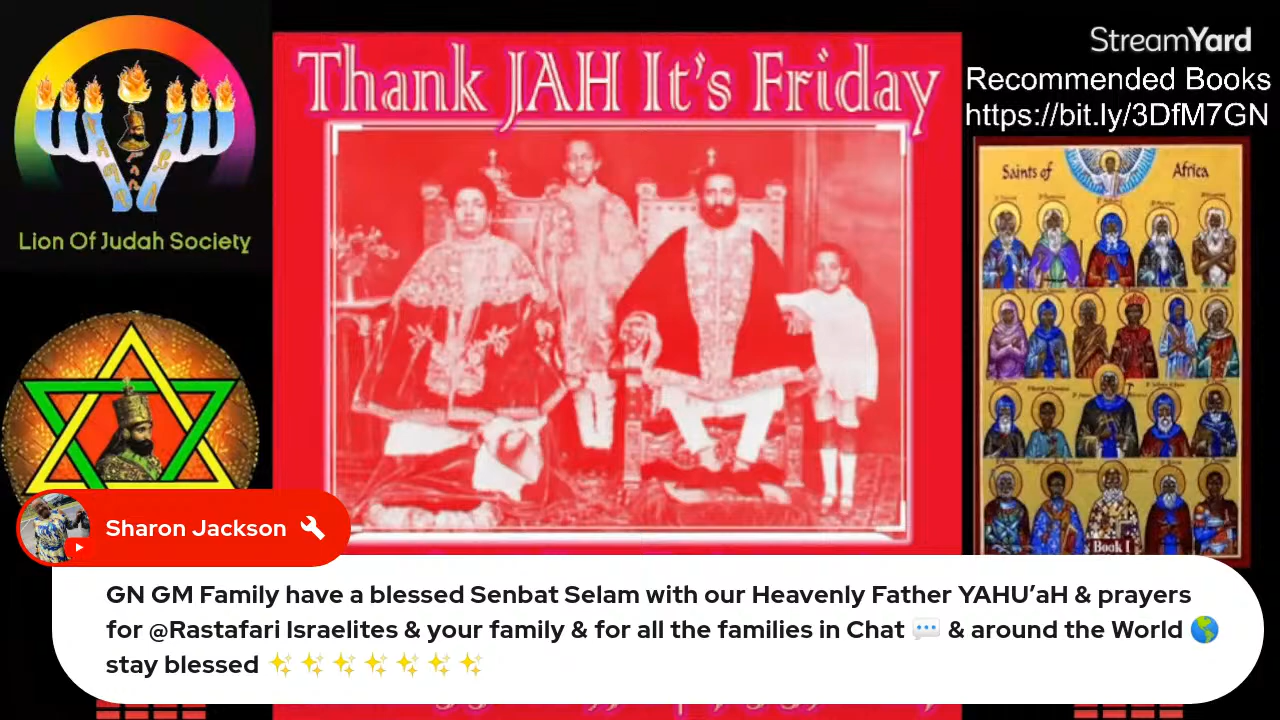 Thank JAH It's Friday
StreamYard
Recommended Books
https://bit.ly/3DfM7GN
Lion Of Judah Society
Saints of Africa
Book I
Sharon Jackson
GN GM Family have a blessed Senbat Selam with our Heavenly Father YAHU’aH & prayers
for @Rastafari Israelites & your family & for all the families in Chat 💬 & around the World 🌎
stay blessed ✨ ✨ ✨ ✨ ✨ ✨ ✨